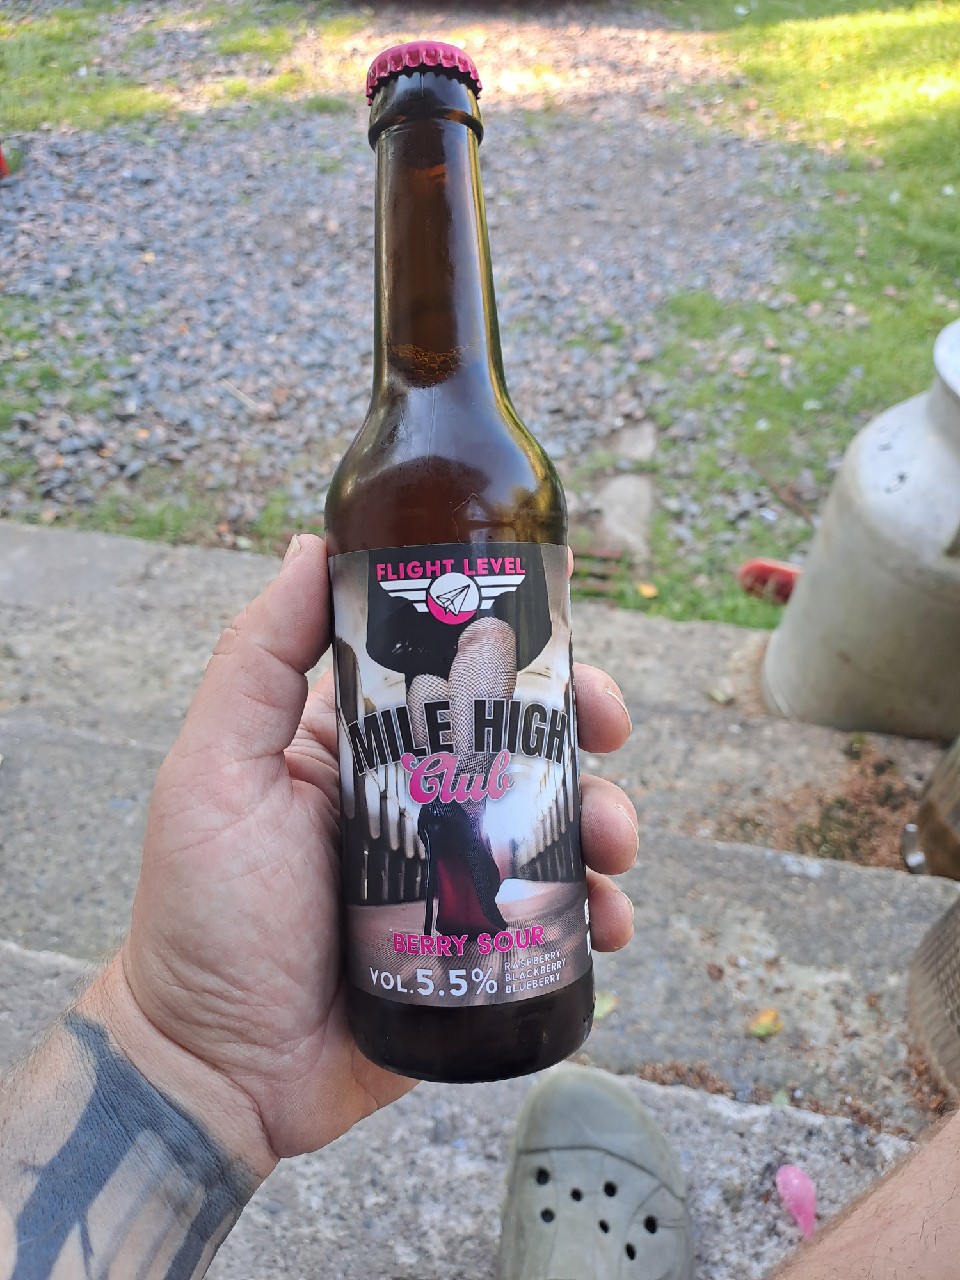 FLIGHT LEVEL
MILE HIGH
Club
BERRY SOUR
VOL.5.5%
RASPBERRY
BLACKBERRY
BLUEBERRY